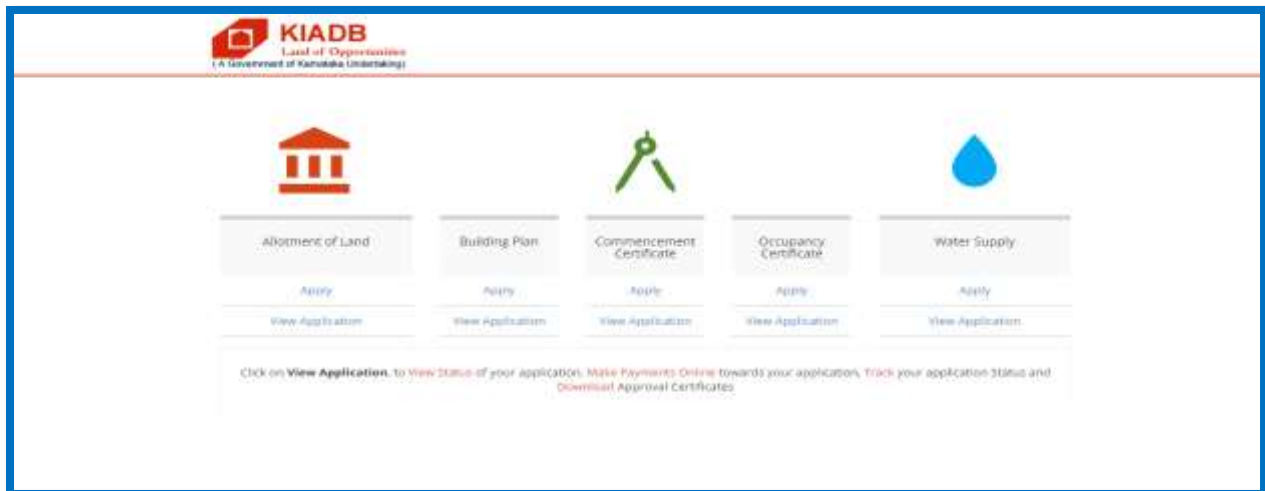 KIADB
Land of Opportunities
( A Government of Karnataka Undertaking)
Allotment of Land
Building Plan
Commencement
Certificate
Occupancy
Certificate
Water Supply
Apply
Apply
Apply
Apply
Apply
View Application
View Application
View Application
View Application
View Application
Click on View Application, to View Status of your application, Make Payments Online towards your application, Track your application Status and
Download Approval Certificates